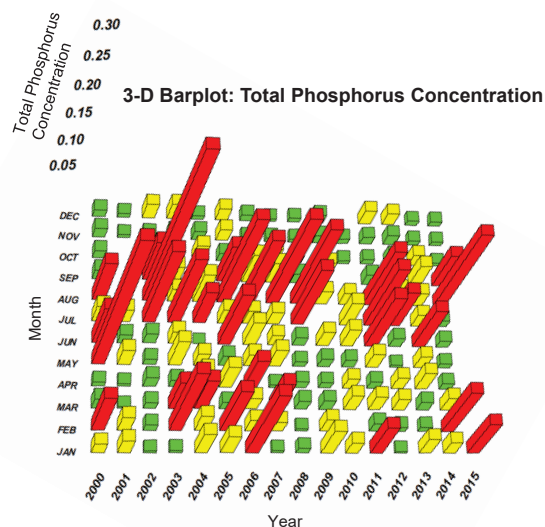 0.30
0.25
0.20
0.15
0.10
0.05
Total Phosphorus
Concentration
3-D Barplot: Total Phosphorus Concentration
DEC
NOV
OCT
SEP
AUG
JUL
JUN
MAY
APR
MAR
FEB
JAN
Month
2000
2001
2002
2003
2004
2005
2006
2007
2008
2009
2010
2011
2012
2013
2014
2015
Year